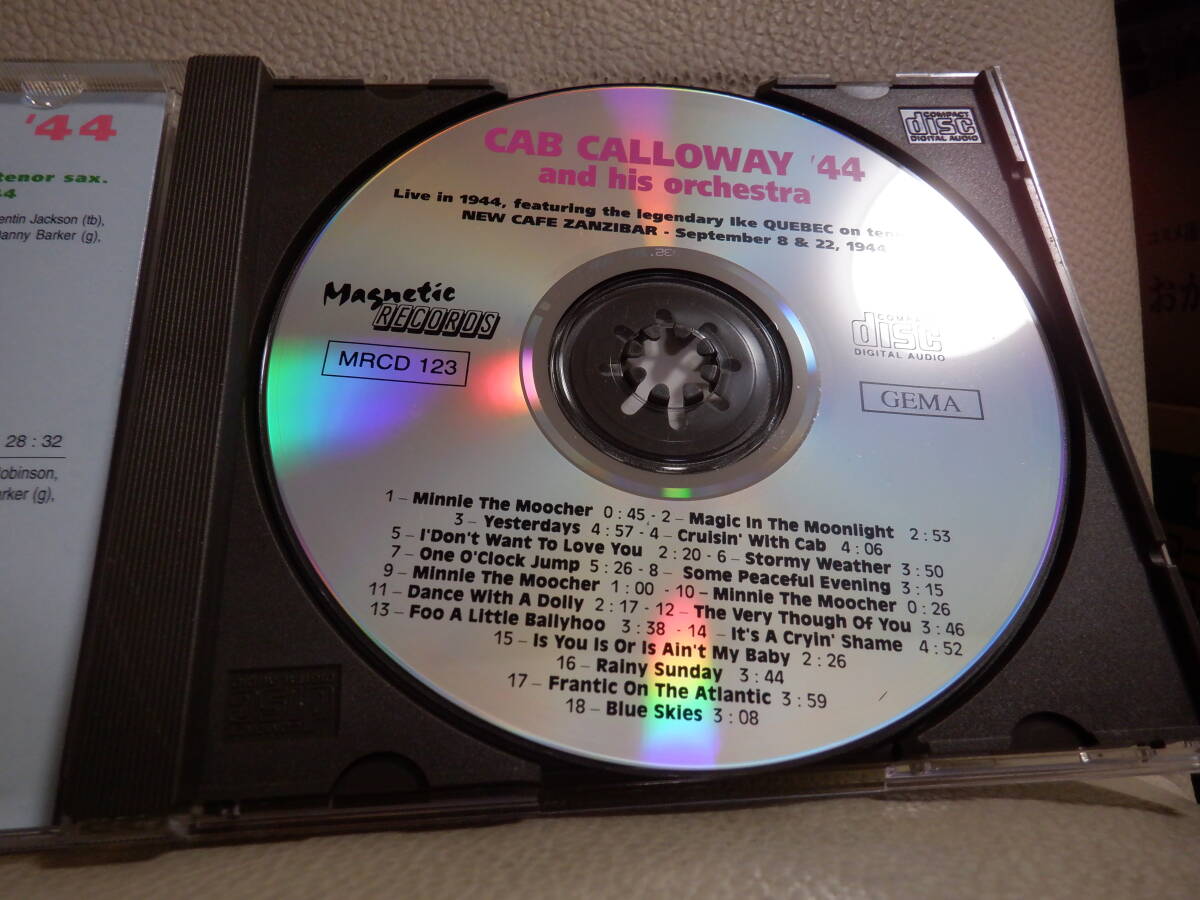 '44
tenor sax.
44
entin Jackson (tb),
Danny Barker (g),
28 : 32
obinson,
arker (g),
COMPACT
disc
DIGITAL AUDIO
CAB CALLOWAY '44
and his orchestra
Live in 1944, featuring the legendary Ike QUEBEC on ten
NEW CAFE ZANZIBAR - September 8 & 22, 1944
Magnetic
RECORDS
MRCD 123
COMPACT
disc
DIGITAL AUDIO
GEMA
1 – Minnie The Moocher 0:45 - 2 – Magic In The Moonlight 2:53
3 – Yesterdays 4:57 - 4 – Cruisin' With Cab 4:06
5 – I'Don't Want To Love You 2:20 - 6 – Stormy Weather 3:50
7 – One O'Clock Jump 5:26 - 8 – Some Peaceful Evening 3:15
9 – Minnie The Moocher 1:00 - 10 – Minnie The Moocher 0:26
11 – Dance With A Dolly 2:17 - 12 – The Very Though Of You 3:46
13 – Foo A Little Ballyhoo 3:38 - 14 – It's A Cryin' Shame 4:52
15 – Is You Is Or Is Ain't My Baby 2:26
16 – Rainy Sunday 3:44
17 – Frantic On The Atlantic 3:59
18 – Blue Skies 3:08